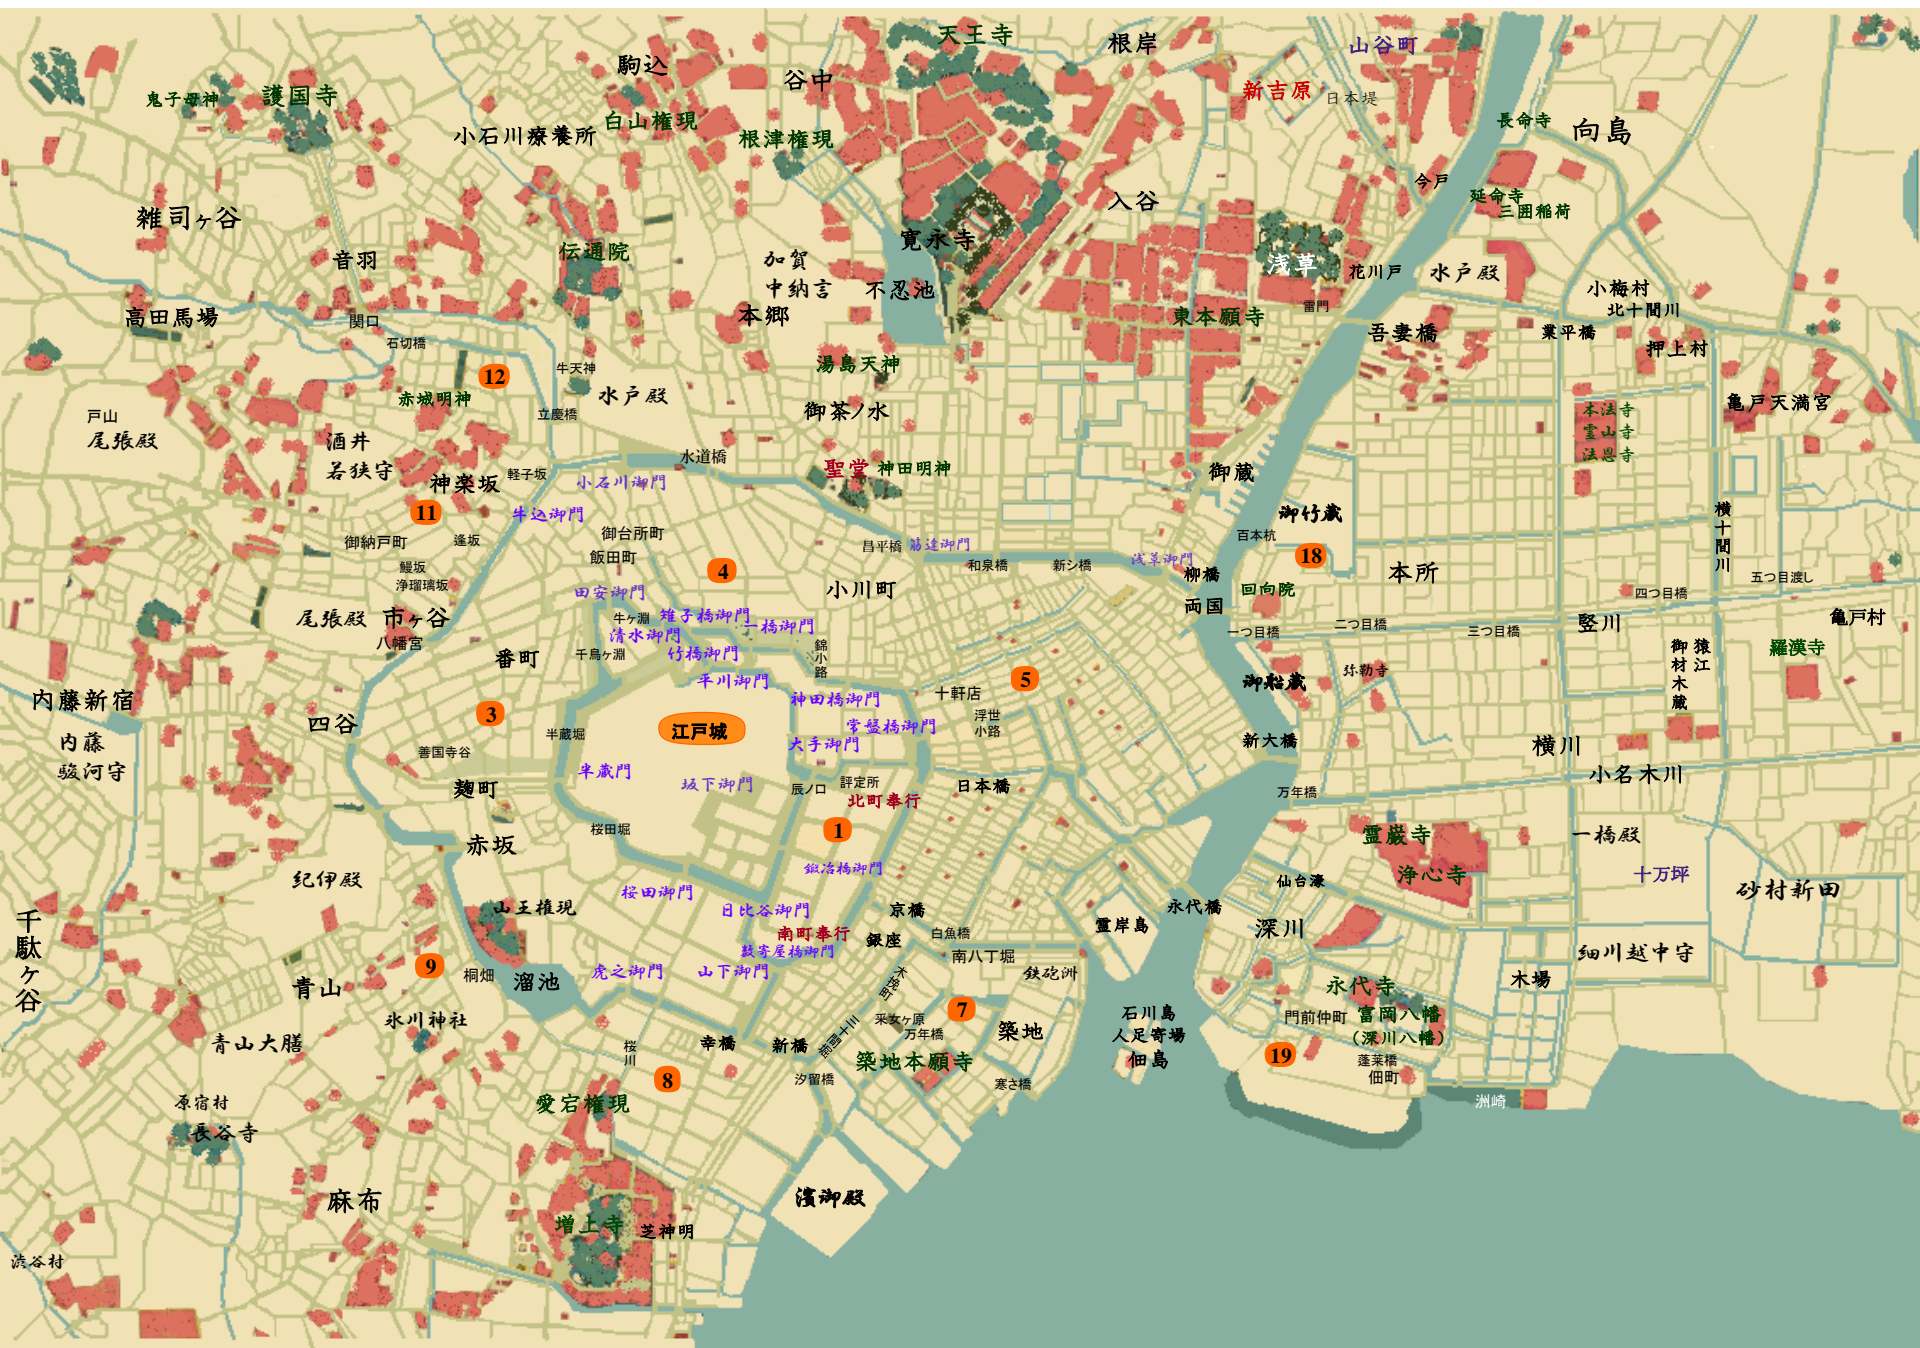 天王寺
根岸
山谷町
駒込
谷中
新吉原
日本堤
鬼子母神
護国寺
白山権現
小石川療養所
根津権現
長命寺
向島
今戸
延命寺
三囲稲荷
雑司ヶ谷
入谷
音羽
伝通院
加賀
中納言
寛永寺
不忍池
浅草
花川戸
水戸殿
小梅村
北十間川
高田馬場
関口
本郷
東本願寺
雷門
吾妻橋
業平橋
押上村
石切橋
牛天神
湯島天神
12
赤城明神
水戸殿
立慶橋
御茶ノ水
本法寺
霊山寺
法恩寺
亀戸天満宮
戸山
尾張殿
酒井
若狭守
神楽坂
軽子坂
水道橋
小石川御門
聖堂
神田明神
御蔵
11
牛込御門
御竹蔵
横十間川
御納戸町
逢坂
御台所町
飯田町
昌平橋
筋違御門
和泉橋
新シ橋
浅草御門
百本杭
18
鰻坂
浄瑠璃坂
4
小川町
柳橋
両国
回向院
本所
四つ目橋
五つ目渡し
田安御門
尾張殿
市ヶ谷
八幡宮
牛ヶ淵
雉子橋御門
一橋御門
清水御門
竹橋御門
千鳥ヶ淵
錦小路
一つ目橋
二つ目橋
三つ目橋
竪川
亀戸村
番町
平川御門
神田橋御門
十軒店
5
御船蔵
弥勒寺
猿江
御材木蔵
羅漢寺
内藤新宿
四谷
3
江戸城
常盤橋御門
大手御門
浮世
小路
半蔵堀
新大橋
横川
内藤
駿河守
善国寺谷
半蔵門
坂下御門
辰ノ口
評定所
北町奉行
日本橋
万年橋
小名木川
麹町
桜田堀
1
赤坂
霊巌寺
一橋殿
鍛冶橋御門
浄心寺
十万坪
砂村新田
紀伊殿
桜田御門
日比谷御門
京橋
仙台濠
山王権現
南町奉行
銀座
白魚橋
霊岸島
永代橋
深川
千駄ヶ谷
数寄屋橋御門
南八丁堀
細川越中守
9
桐畑
溜池
虎之御門
山下御門
木挽町
鉄砲洲
永代寺
木場
青山
7
石川島
人足寄場
佃島
門前仲町
富岡八幡
(深川八幡)
氷川神社
采女ヶ原
万年橋
築地
青山大膳
桜川
幸橋
新橋
三十間堀
築地本願寺
19
蓬莱橋
佃町
8
汐留橋
寒さ橋
洲崎
原宿村
長谷寺
愛宕権現
麻布
濱御殿
増上寺
芝神明
渋谷村